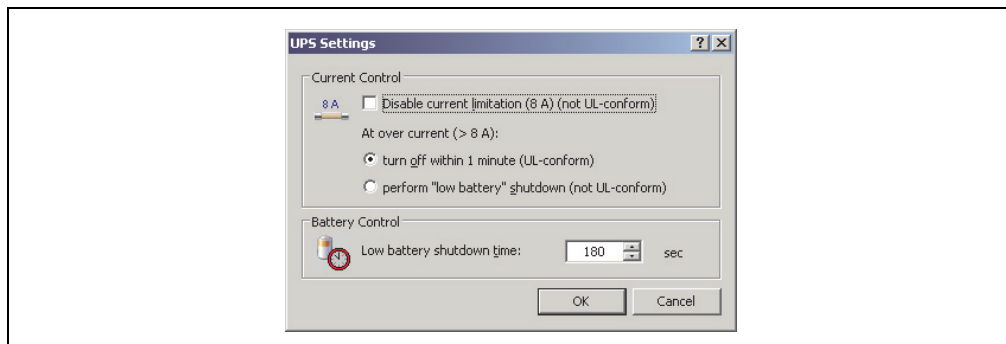 UPS Settings
Current Control
8 A
Disable current limitation (8 A) (not UL-conform)
At over current (> 8 A):
turn off within 1 minute (UL-conform)
perform "low battery" shutdown (not UL-conform)
Battery Control
Low battery shutdown time: 180 sec
OK Cancel